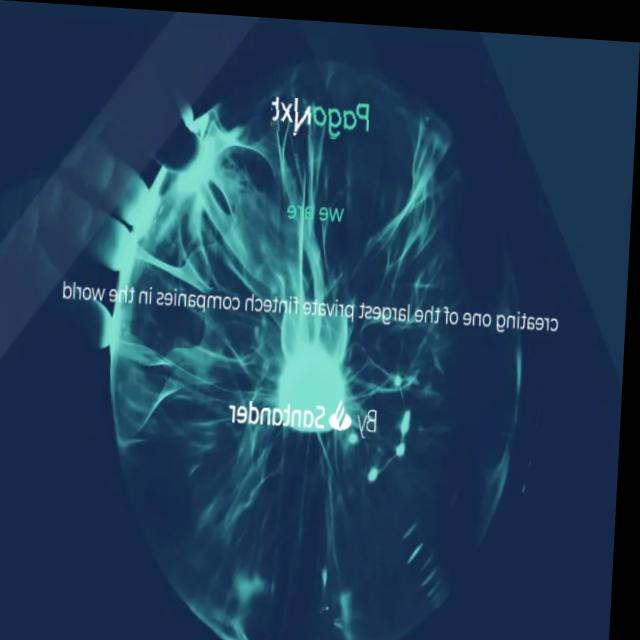 PagoNxt
we are
creating one of the largest private fintech companies in the world
By Santander